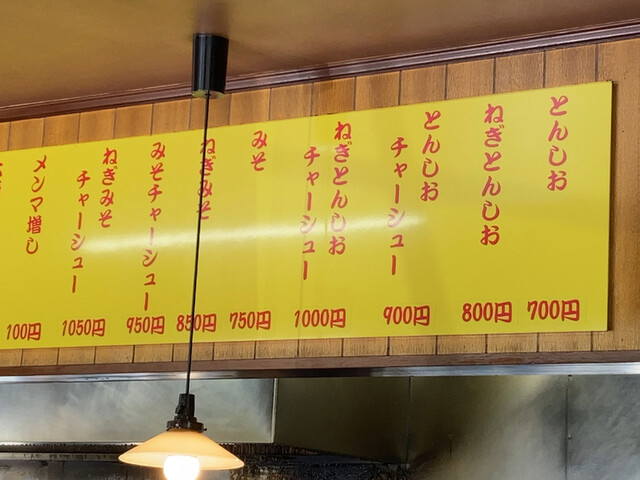 とんしお
700円
ねぎとんしお
800円
とんしお
チャーシュー
900円
ねぎとんしお
チャーシュー
1000円
みそ
750円
ねぎみそ
850円
みそチャーシュー
950円
ねぎみそ
チャーシュー
1050円
メンマ増し
100円